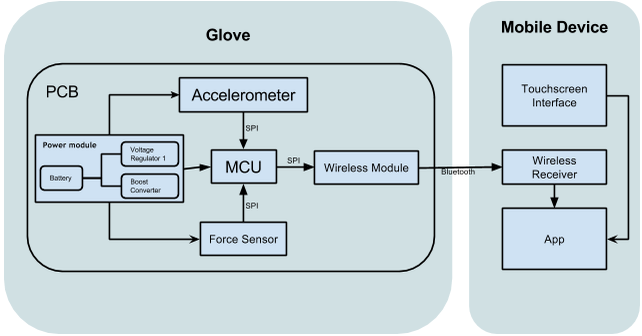 Glove
Mobile Device
PCB
Accelerometer
SPI
Power module
Battery
Voltage
Regulator 1
Boost
Converter
MCU
SPI
Wireless Module
Bluetooth
SPI
Force Sensor
Touchscreen
Interface
Wireless
Receiver
App